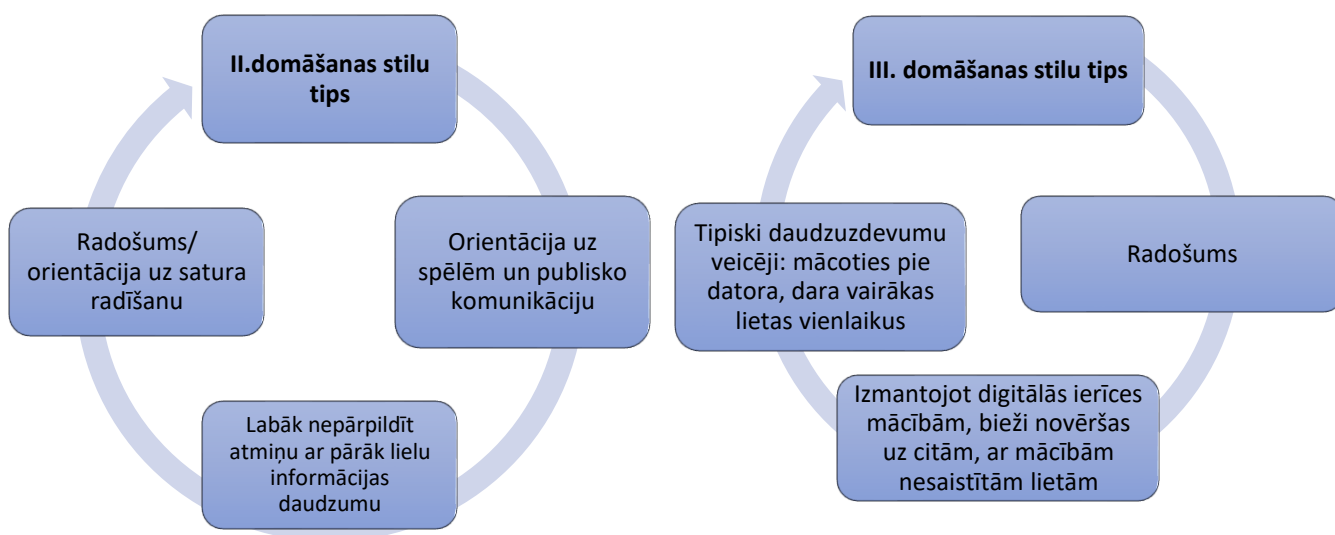 II.domāšanas stilu
tips
Orientācija uz
spēlēm un publisko
komunikāciju
Labāk nepārpildīt
atmiņu ar pārāk lielu
informācijas
daudzumu
Radošums/
orientācija uz satura
radīšanu
III. domāšanas stilu tips
Radošums
Izmantojot digitālās ierīces
mācībām, bieži novēršas
uz citām, ar mācībām
nesaistītām lietām
Tipiski daudzuzdevumu
veicēji: mācoties pie
datora, dara vairākas
lietas vienlaikus